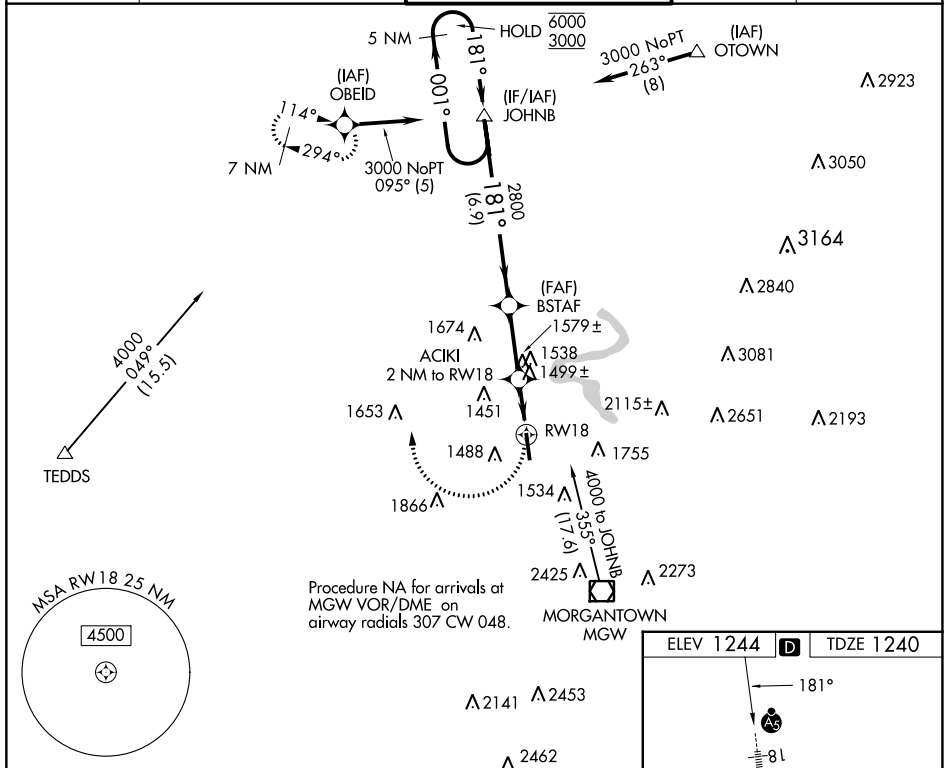 HOLD 6000
3000
5 NM
181°
001°
(IAF)
OTOWN
3000 NoPT
263°
(8)
2923
(IAF)
OBEID
(IF/IAF)
JOHNB
114°
294°
7 NM
3000 NoPT
095° (5)
3050
2800
181°
(6.9)
3164
2840
(FAF)
BSTAF
4000
049°
(15.5)
TEDDS
1674
1579±
1538
1499±
ACIKI
2 NM to RW18
3081
1451
1653
2115±
2651
2193
RW18
1488
1755
1866
1534
4000 to JOHNB
355°
(17.6)
2425
2273
MORGANTOWN
MGW
MSA RW18 25 NM
4500
Procedure NA for arrivals at
MGW VOR/DME on
airway radials 307 CW 048.
2141
2453
2462
ELEV 1244 D TDZE 1240
181°
A5
18